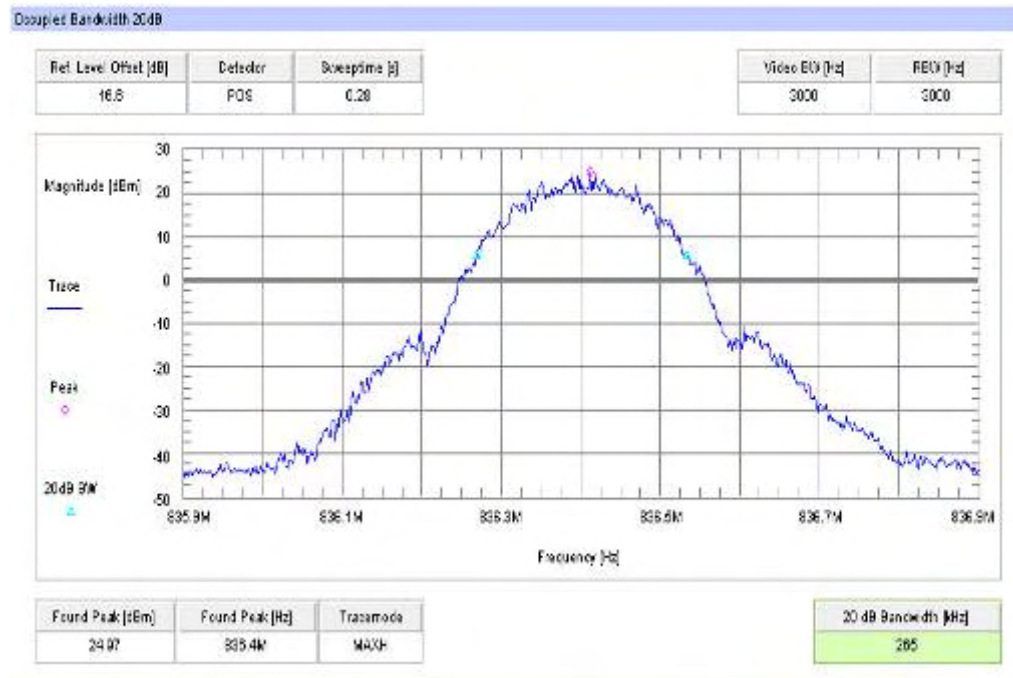 Occupied Bandwidth 20dB
Ref. Level Offset [dB] Detector Sweeptime [s] Video BW [Hz] RBW [Hz]
16.6 POS 0.28 3000 3000
30
Magnitude [dBm]
20
10
Trace
0
-10
-20
Peak
-30
-40
20dB BW
-50
835.9M 836.1M 836.3M 836.5M 836.7M 836.9M
Frequency [Hz]
Found Peak [dBm] Found Peak [Hz] Tracemode 20 dB Bandwidth [kHz]
24.97 836.4M MAXH 265